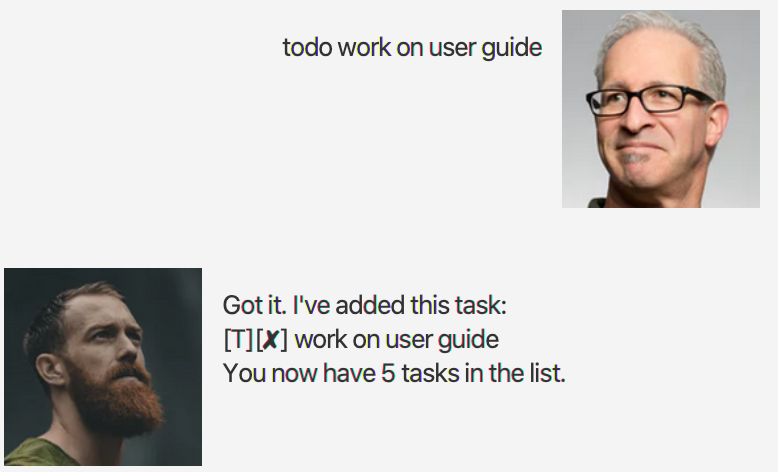 todo work on user guide
Got it. I've added this task:
[T][✘] work on user guide
You now have 5 tasks in the list.